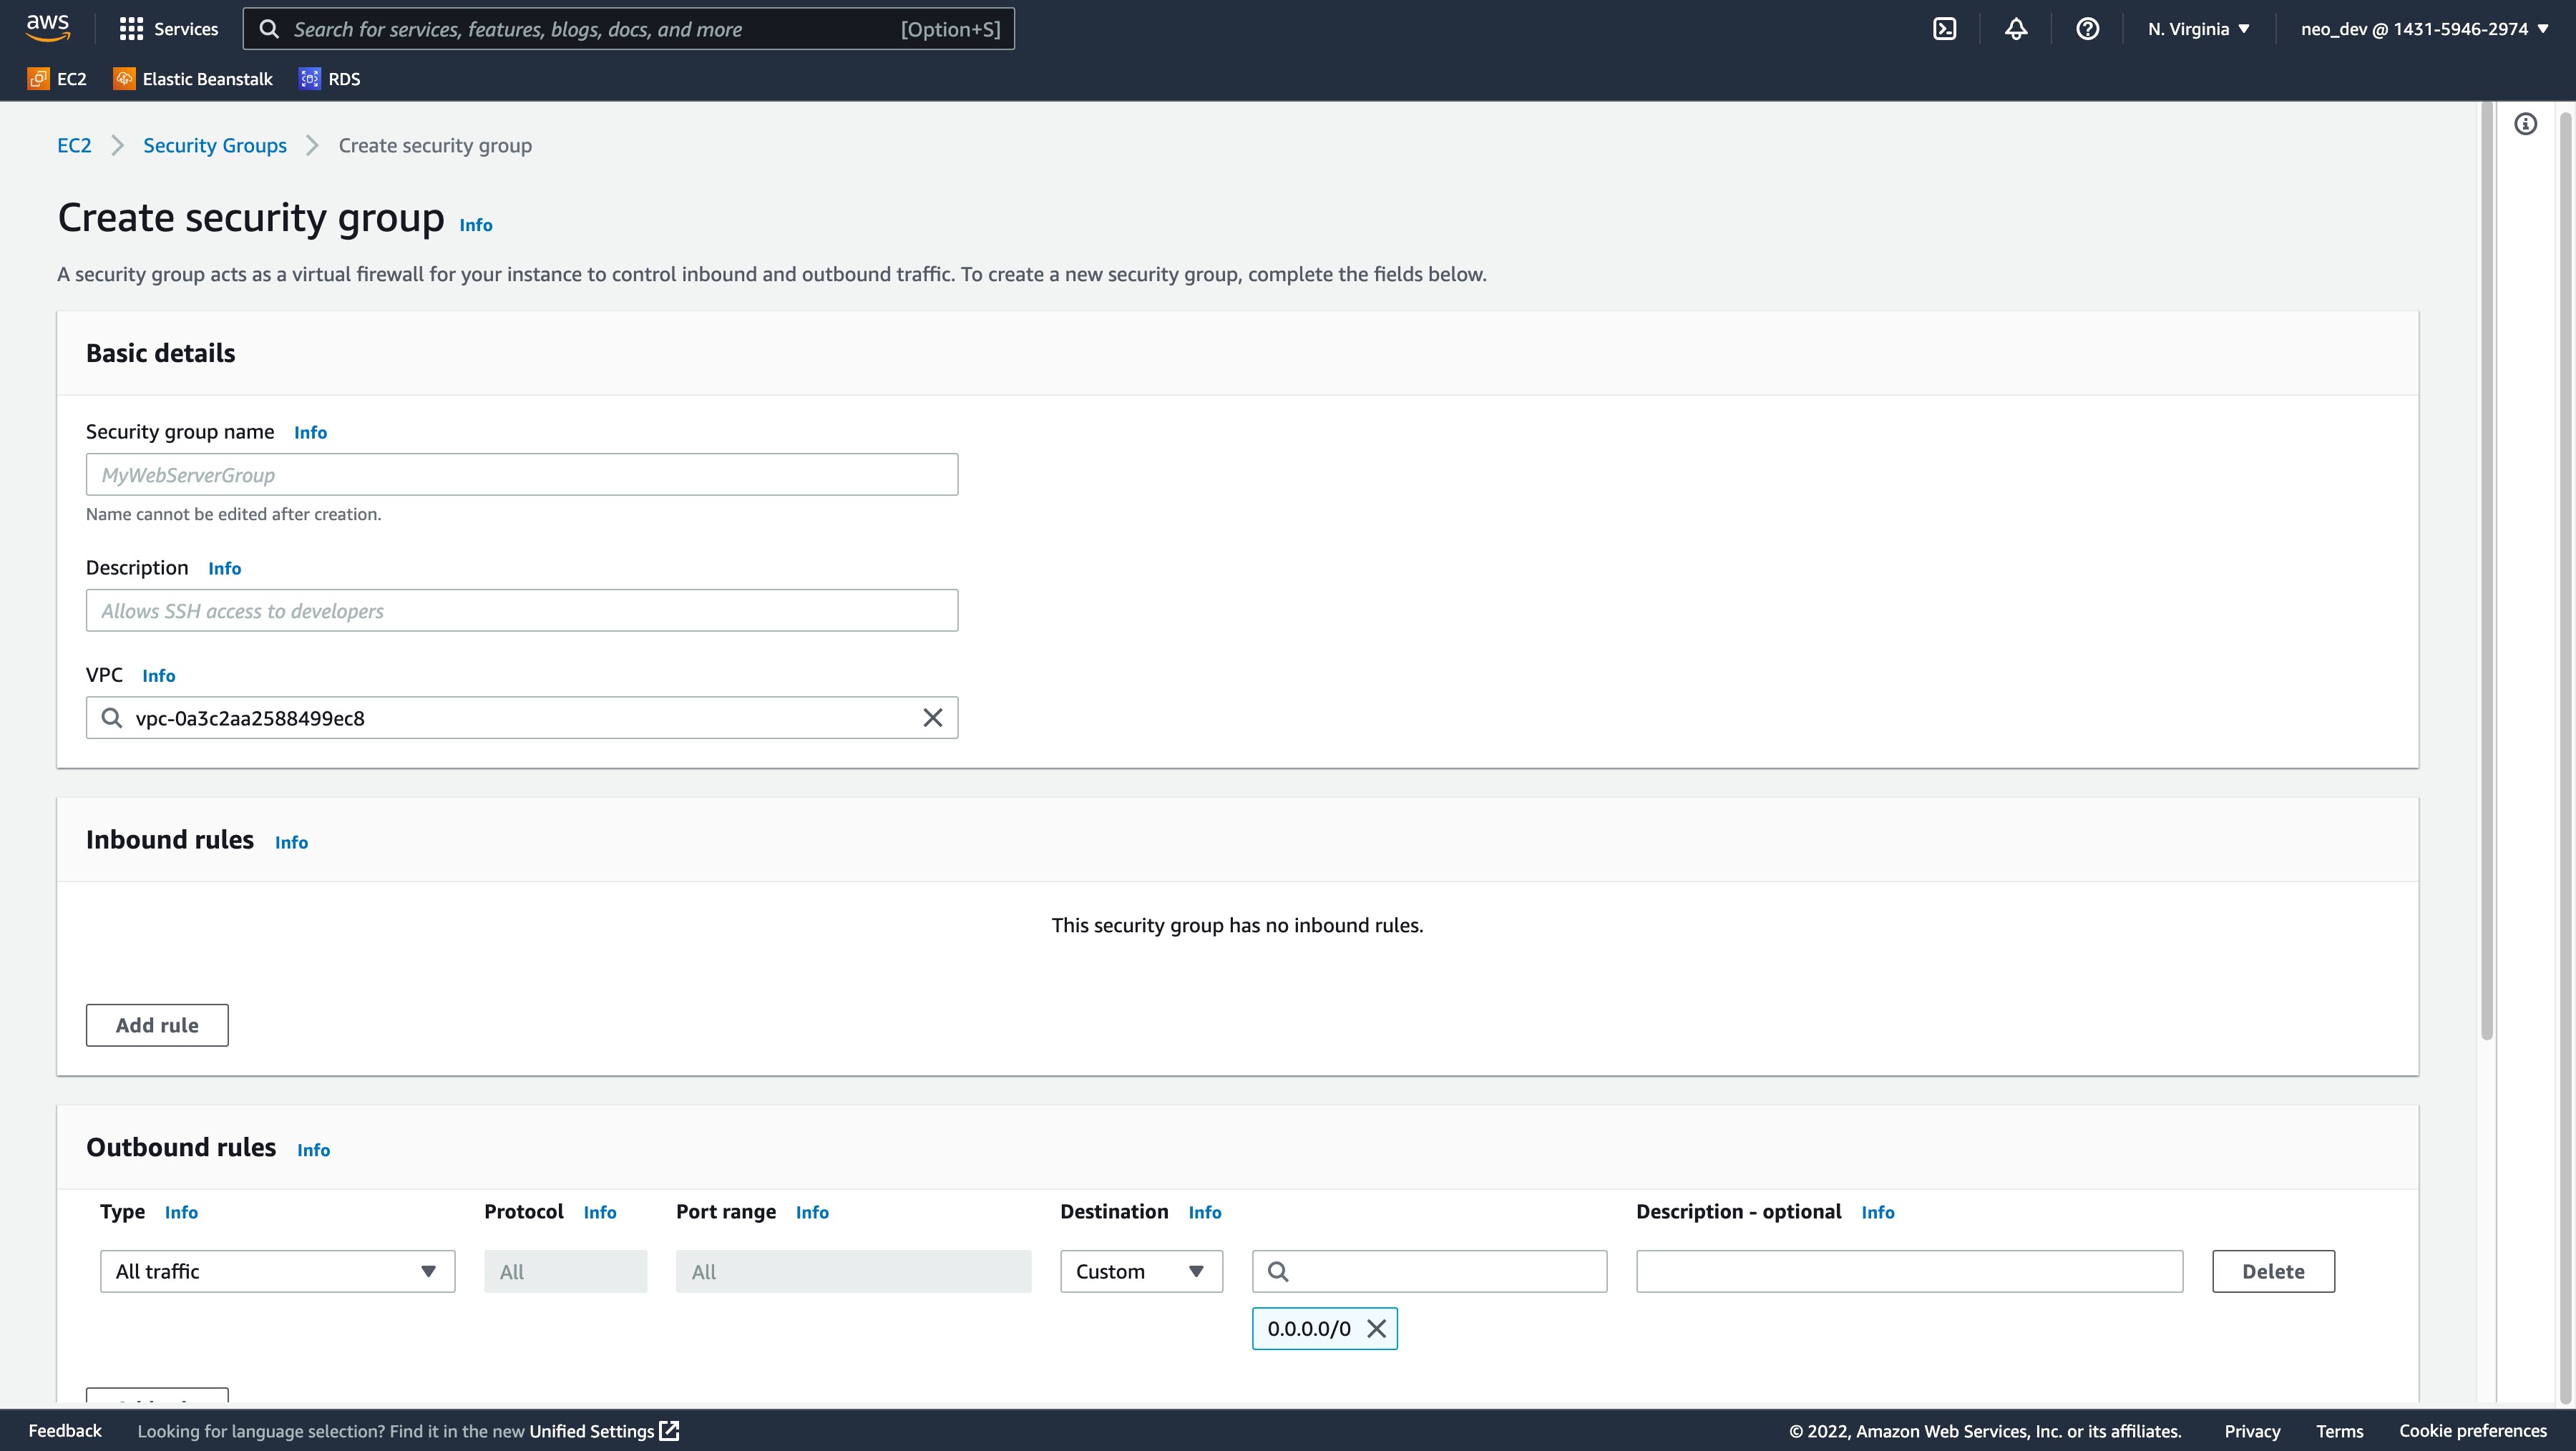 aws Services Search for services, features, blogs, docs, and more [Option+S] N. Virginia neo_dev @ 1431-5946-2974
EC2 Elastic Beanstalk RDS
EC2 Security Groups Create security group
Create security group Info
A security group acts as a virtual firewall for your instance to control inbound and outbound traffic. To create a new security group, complete the fields below.
Basic details
Security group name Info
MyWebServerGroup
Name cannot be edited after creation.
Description Info
Allows SSH access to developers
VPC Info
vpc-0a3c2aa2588499ec8
Inbound rules Info
This security group has no inbound rules.
Add rule
Outbound rules Info
Type Info Protocol Info Port range Info Destination Info Description - optional Info
All traffic All All Custom Delete
0.0.0.0/0
Feedback Looking for language selection? Find it in the new Unified Settings © 2022, Amazon Web Services, Inc. or its affiliates. Privacy Terms Cookie preferences